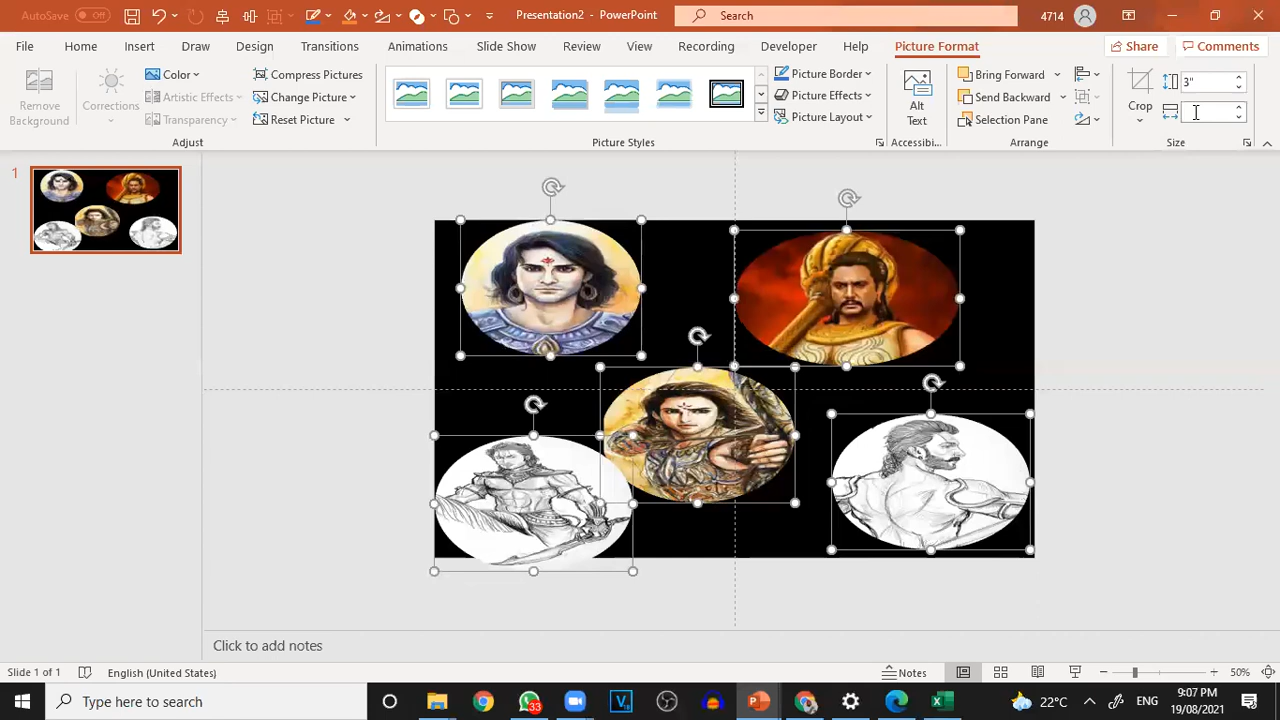 AutoSave Off
Presentation2 - PowerPoint
Search
4714
File Home Insert Draw Design Transitions Animations Slide Show Review View Recording Developer Help Picture Format
Share Comments
Remove Background
Corrections
Color
Artistic Effects
Transparency
Compress Pictures
Change Picture
Reset Picture
Adjust
Picture Styles
Picture Border
Picture Effects
Picture Layout
Alt Text
Accessibi...
Bring Forward
Send Backward
Selection Pane
Arrange
Crop
3"
Size
1
Click to add notes
Slide 1 of 1 English (United States) Notes 50%
Type here to search
33
22°C ENG
9:07 PM
19/08/2021